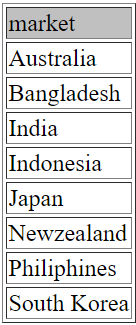 market
Australia
Bangladesh
India
Indonesia
Japan
Newzealand
Philiphines
South Korea